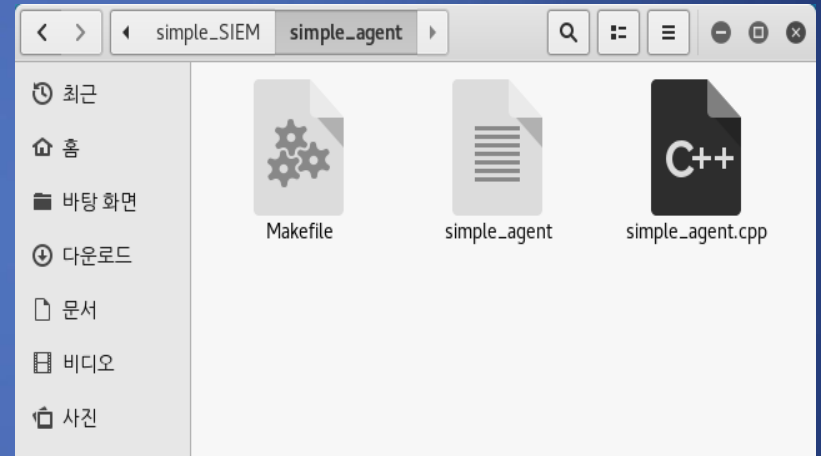 simple_SIEM simple_agent
최근
홈
바탕 화면
다운로드
문서
비디오
사진
C++
Makefile simple_agent simple_agent.cpp